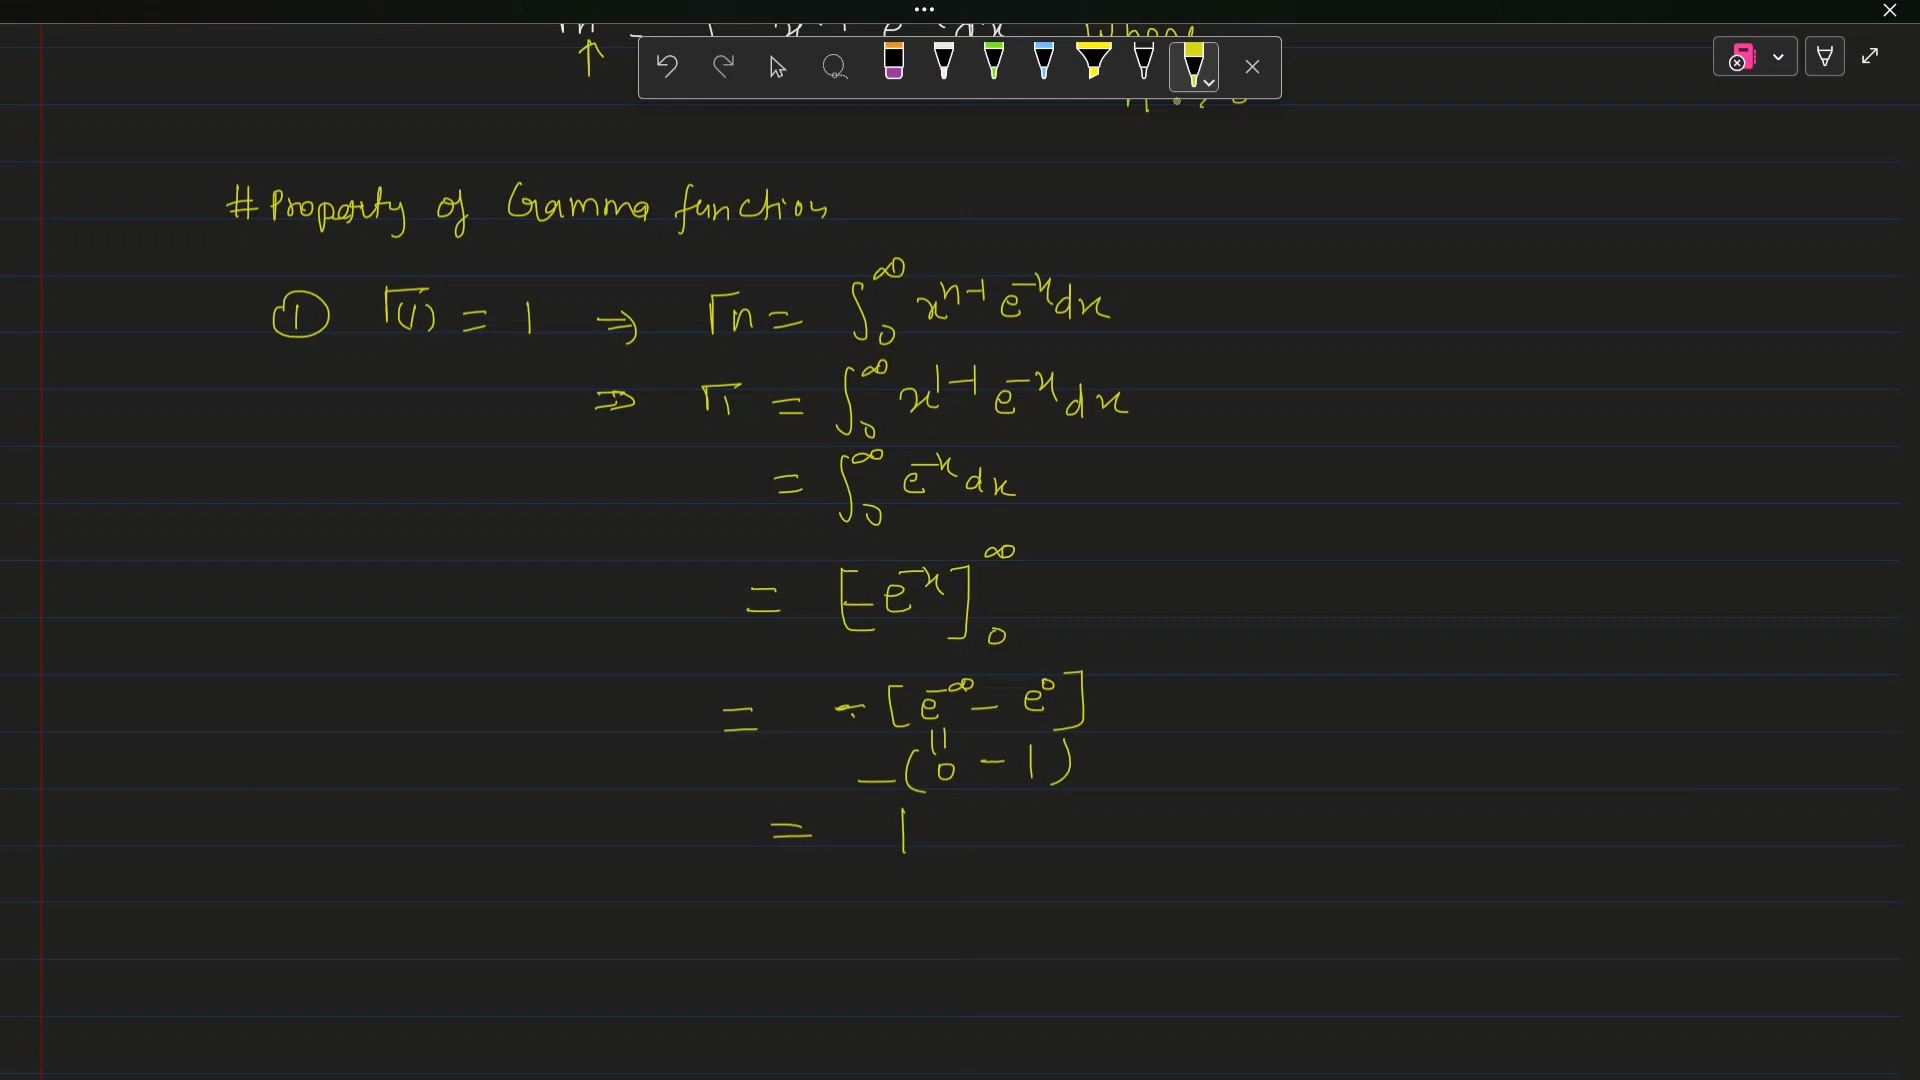 # Property of Gamma function
① Γ(1) = 1 ⇒ Γn = ∫₀^∞ x^{n-1} e^{-x} dx
⇒ Γ1 = ∫₀^∞ x^{1-1} e^{-x} dx
= ∫₀^∞ e^{-x} dx
= [-e^{-x}]₀^∞
= -[e^{-∞} - e^0]
-(0 - 1)
= 1